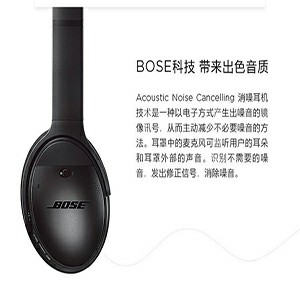 BOSE科技 带来出色音质
Acoustic Noise Cancelling 消噪耳机
技术是一种以电子方式产生出噪音的镜
像讯号，从而主动减少不必要噪音的方
法。耳罩中的麦克风可监听用户的耳朵
和耳罩外部的声音。识别不需要的噪
音，发出修正信号，消除噪音。
BOSE